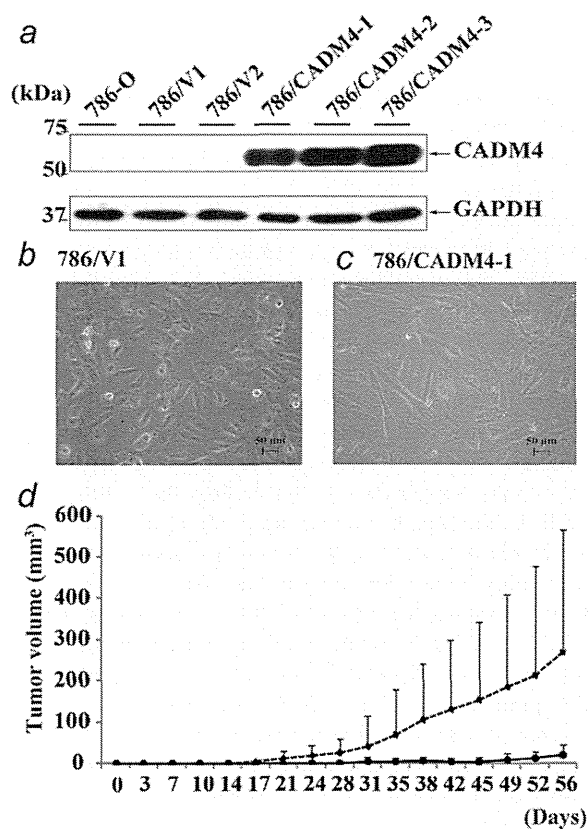 a
786-O 786/V1 786/V2 786/CADM4-1 786/CADM4-2 786/CADM4-3
(kDa)
75
50
CADM4
37
GAPDH
b 786/V1
c 786/CADM4-1
50 μm
50 μm
d
Tumor volume (mm³)
600
500
400
300
200
100
0
0 3 7 10 14 17 21 24 28 31 35 38 42 45 49 52 56
(Days)